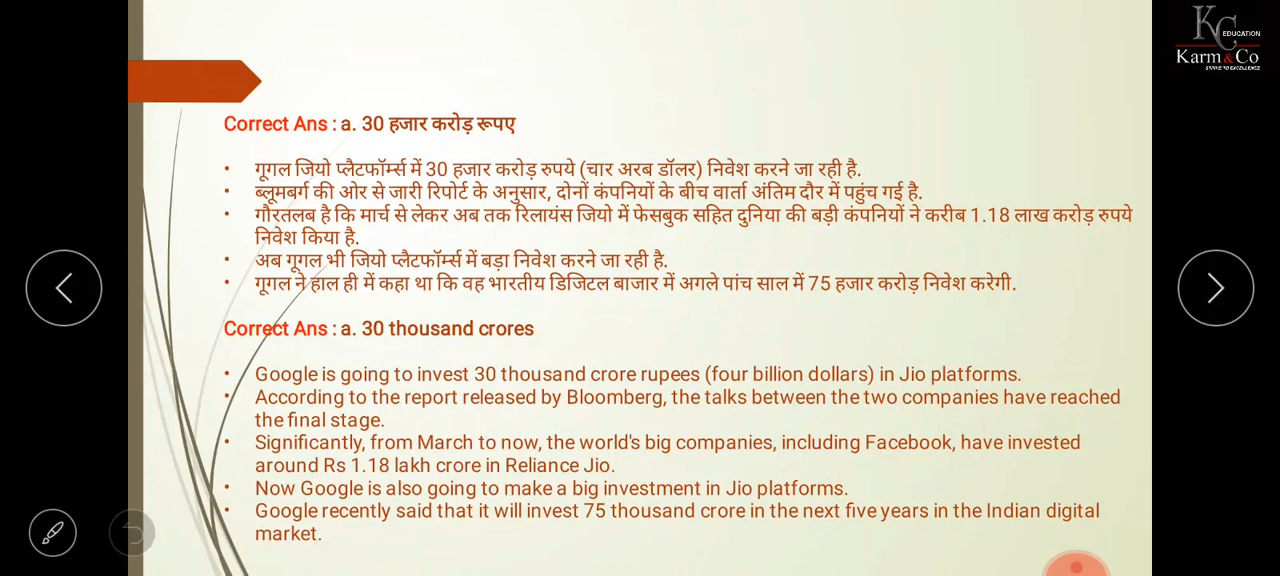 KC EDUCATION
Karm&Co
STRIVE TO EXCELLENCE
Correct Ans : a. 30 हजार करोड़ रूपए
• गूगल जियो प्लैटफॉर्म्स में 30 हजार करोड़ रुपये (चार अरब डॉलर) निवेश करने जा रही है.
• ब्लूमबर्ग की ओर से जारी रिपोर्ट के अनुसार, दोनों कंपनियों के बीच वार्ता अंतिम दौर में पहुंच गई है.
• गौरतलब है कि मार्च से लेकर अब तक रिलायंस जियो में फेसबुक सहित दुनिया की बड़ी कंपनियों ने करीब 1.18 लाख करोड़ रुपये
निवेश किया है.
• अब गूगल भी जियो प्लैटफॉर्म्स में बड़ा निवेश करने जा रही है.
• गूगल ने हाल ही में कहा था कि वह भारतीय डिजिटल बाजार में अगले पांच साल में 75 हजार करोड़ निवेश करेगी.
Correct Ans : a. 30 thousand crores
• Google is going to invest 30 thousand crore rupees (four billion dollars) in Jio platforms.
• According to the report released by Bloomberg, the talks between the two companies have reached
the final stage.
• Significantly, from March to now, the world's big companies, including Facebook, have invested
around Rs 1.18 lakh crore in Reliance Jio.
• Now Google is also going to make a big investment in Jio platforms.
• Google recently said that it will invest 75 thousand crore in the next five years in the Indian digital
market.